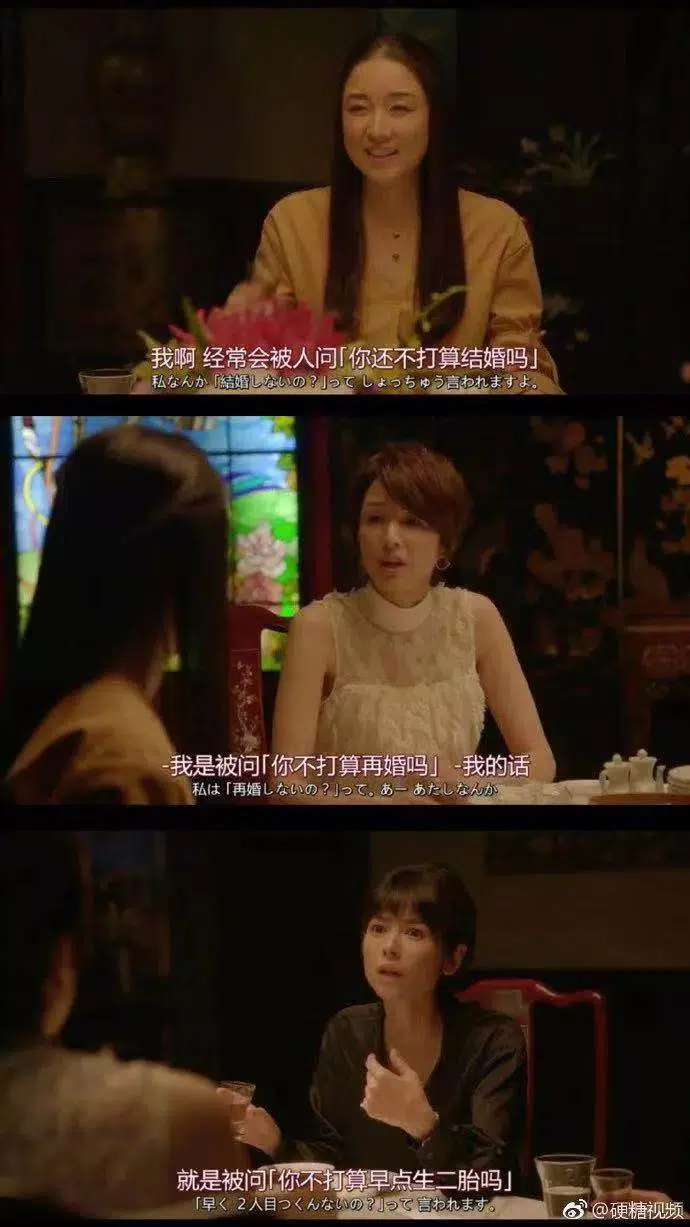 我啊 经常会被人问「你还不打算结婚吗」
私なんか「結婚しないの？」って しょっちゅう言われますよ。
-我是被问「你不打算再婚吗」 -我的话
私は「再婚しないの？」って。あー あたしなんか
就是被问「你不打算早点生二胎吗」
「早く 2人目つくんないの？」って 言われます。
@硬糖视频